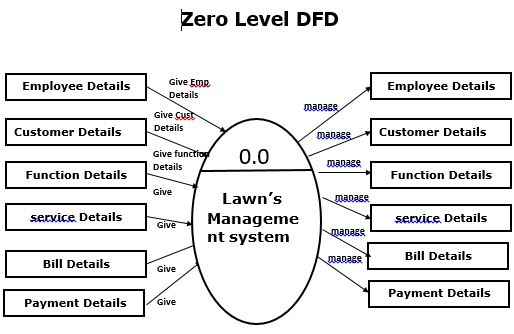 Zero Level DFD
Employee Details
Give Emp
Details
manage
Employee Details
Customer Details
Give Cust
Details
manage
Customer Details
Function Details
Give function
Details
0.0
manage
Function Details
Give
service Details
Give
Lawn's
Manageme
nt system
manage
service Details
Bill Details
Give
manage
Bill Details
Payment Details
Give
manage
Payment Details